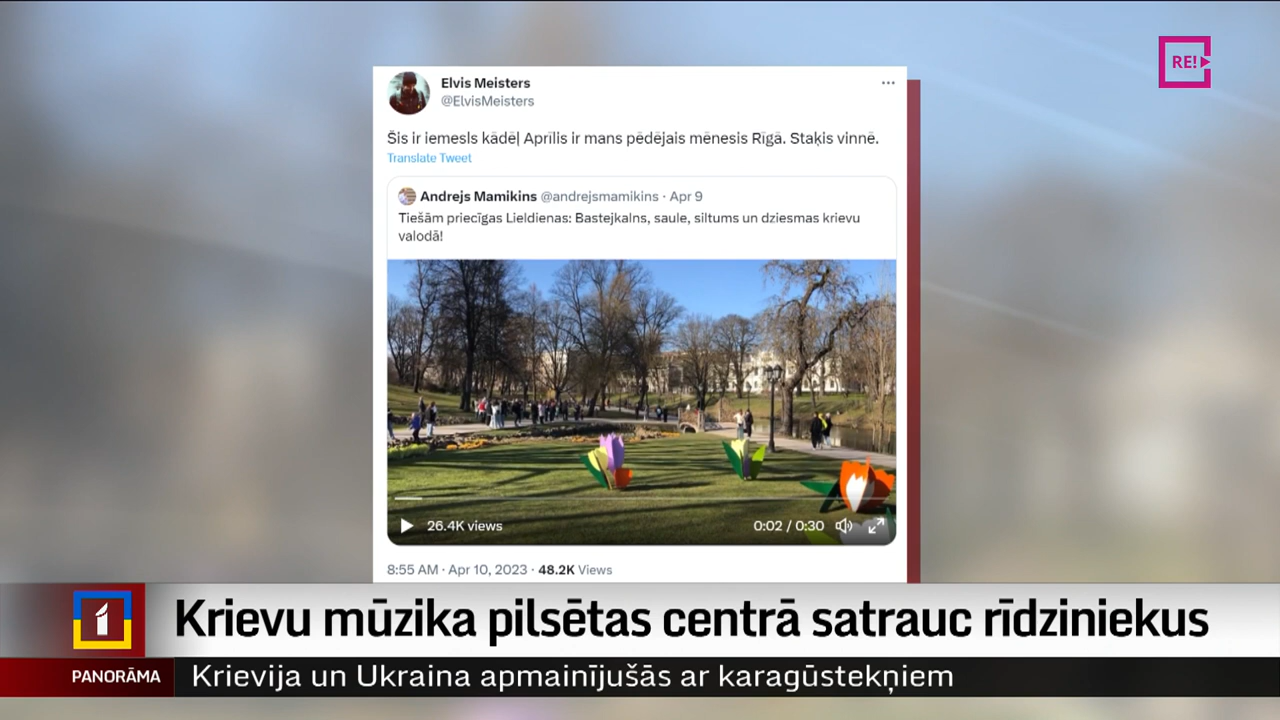 RE!
Elvis Meisters
@ElvisMeisters
Šis ir iemesls kādēļ Aprīlis ir mans pēdējais mēnesis Rīgā. Staķis vinnē.
Translate Tweet
Andrejs Mamikins @andrejsmamikins · Apr 9
Tiešām priecīgas Lieldienas: Bastejkalns, saule, siltums un dziesmas krievu
valodā!
26.4K views
0:02 / 0:30
8:55 AM · Apr 10, 2023 · 48.2K Views
1
Krievu mūzika pilsētas centrā satrauc rīdziniekus
PANORĀMA
Krievija un Ukraina apmainījušās ar karagūstekņiem